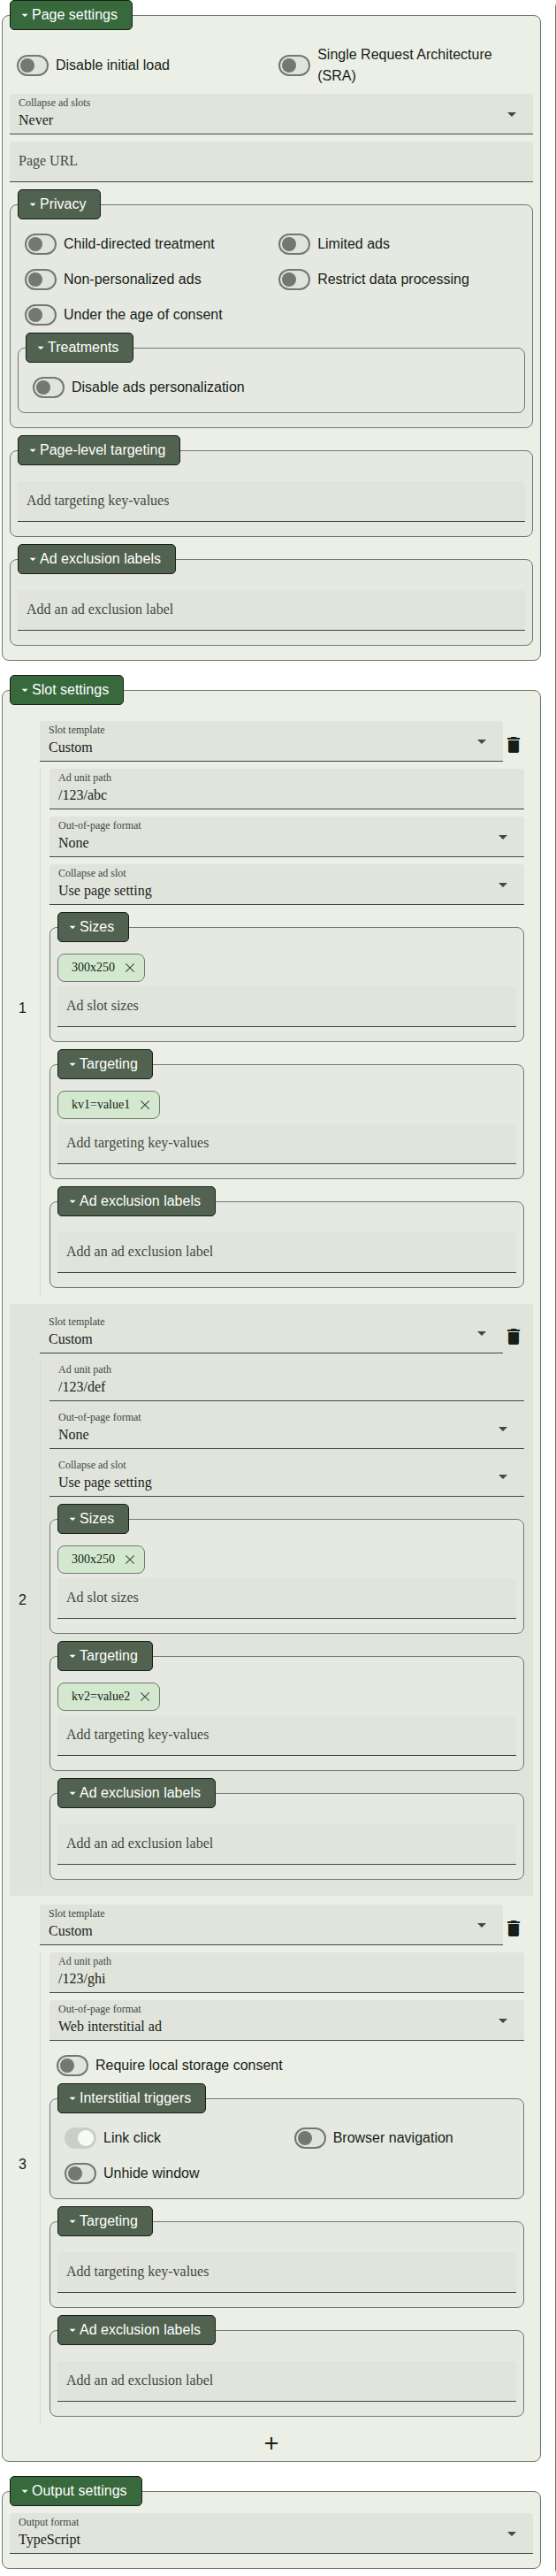 Page settings
Disable initial load
Single Request Architecture
(SRA)
Collapse ad slots
Never
Page URL
Privacy
Child-directed treatment
Limited ads
Non-personalized ads
Restrict data processing
Under the age of consent
Treatments
Disable ads personalization
Page-level targeting
Add targeting key-values
Ad exclusion labels
Add an ad exclusion label
Slot settings
Slot template
Custom
Ad unit path
/123/abc
Out-of-page format
None
Collapse ad slot
Use page setting
Sizes
300x250
Ad slot sizes
1
Targeting
kv1=value1
Add targeting key-values
Ad exclusion labels
Add an ad exclusion label
Slot template
Custom
Ad unit path
/123/def
Out-of-page format
None
Collapse ad slot
Use page setting
Sizes
300x250
Ad slot sizes
2
Targeting
kv2=value2
Add targeting key-values
Ad exclusion labels
Add an ad exclusion label
Slot template
Custom
Ad unit path
/123/ghi
Out-of-page format
Web interstitial ad
Require local storage consent
Interstitial triggers
Link click
Browser navigation
3
Unhide window
Targeting
Add targeting key-values
Ad exclusion labels
Add an ad exclusion label
+
Output settings
Output format
TypeScript